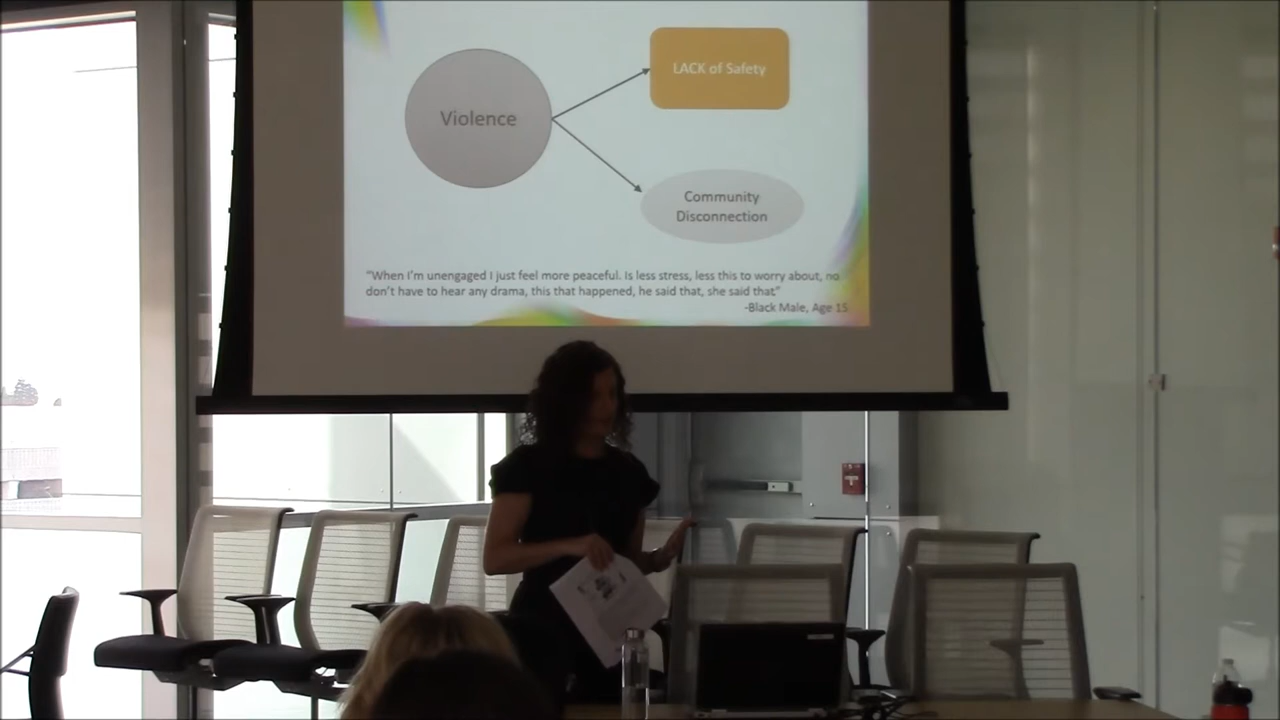 Violence
LACK of Safety
Community
Disconnection
"When I'm unengaged I just feel more peaceful. Is less stress, less this to worry about, no
don't have to hear any drama, this that happened, he said that, she said that."
-Black Male, Age 15